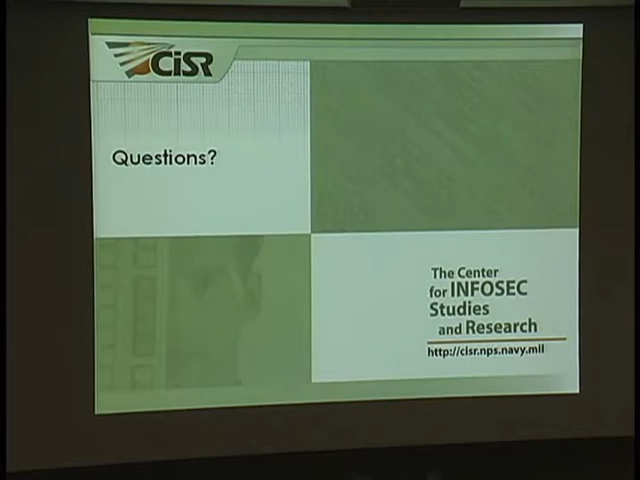 CiSR
Questions?
The Center
for INFOSEC
Studies
and Research
http://cisr.nps.navy.mil